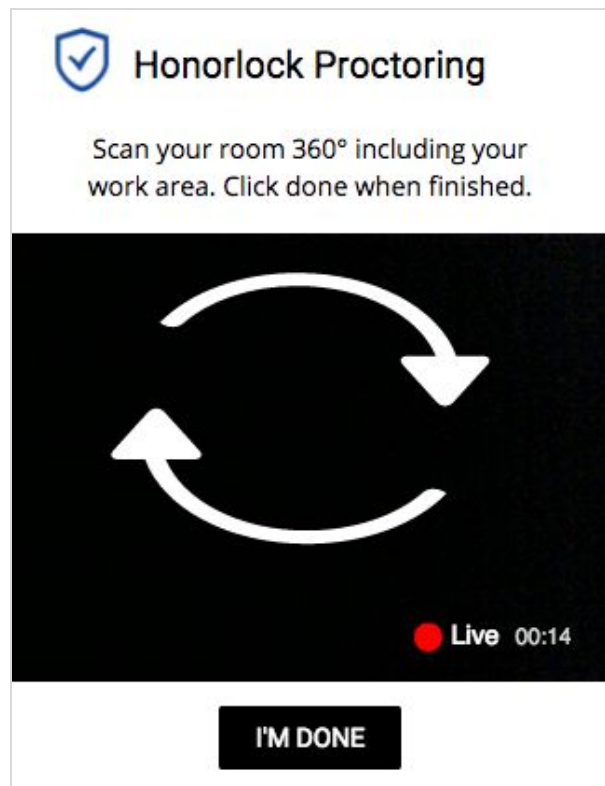 Honorlock Proctoring
Scan your room 360° including your
work area. Click done when finished.
Live 00:14
I'M DONE